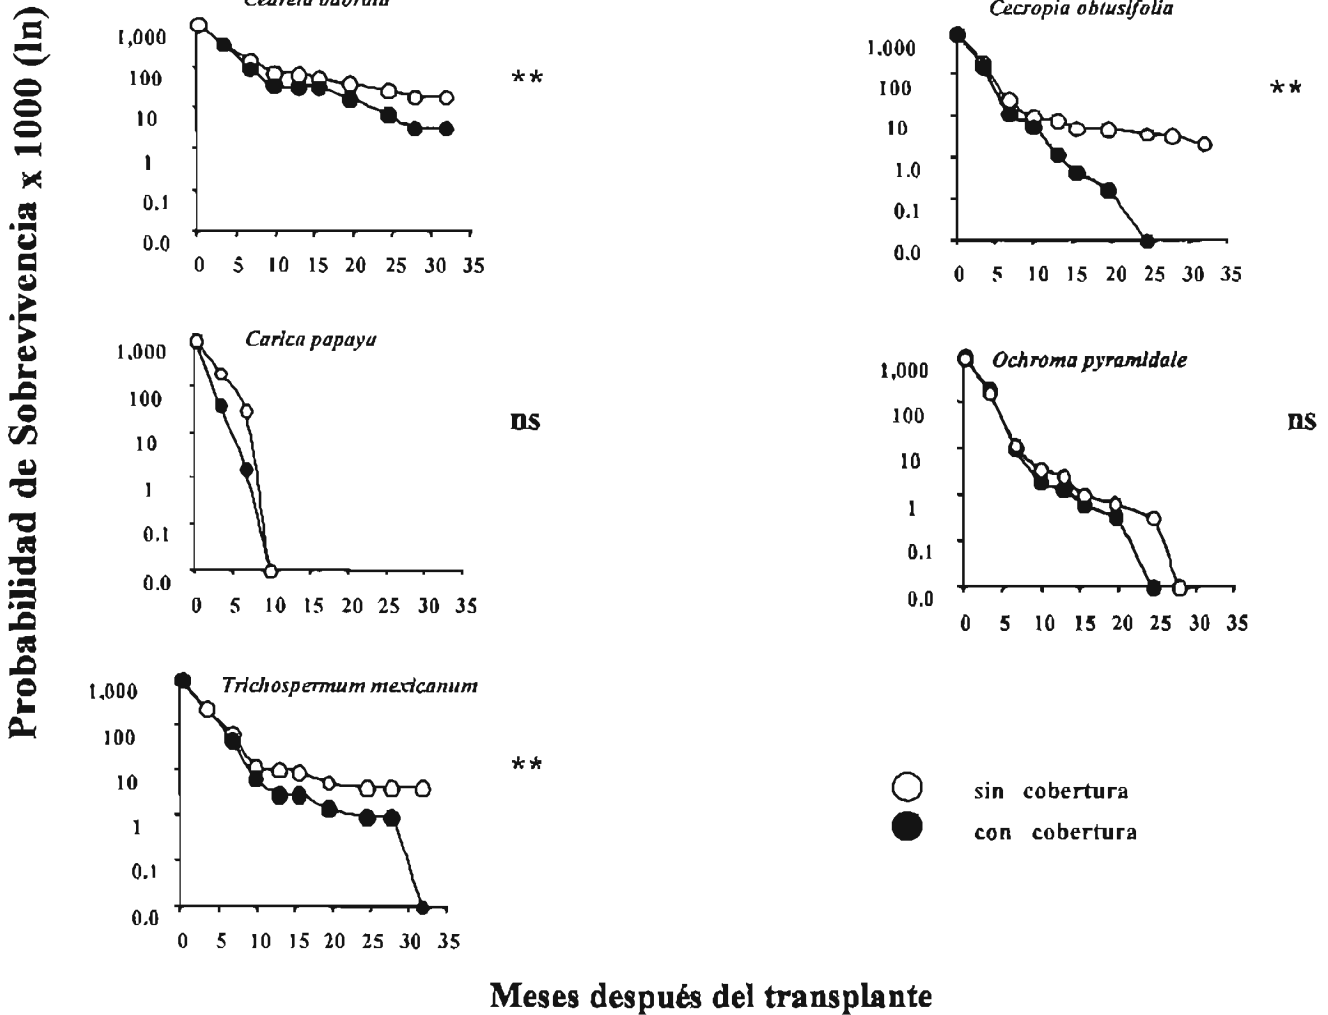 Probabilidad de Sobrevivencia x 1000 (ln)
1,000
100
10
1
0.1
0.0
0 5 10 15 20 25 30 35
**
Cecropia obtusifolia
1.000
100
10
1.0
0.1
0.0
0 5 10 15 20 25 30 35
**
Carica papaya
1,000
100
10
1
0.1
0.0
0 5 10 15 20 25 30 35
ns
Ochroma pyramidale
1,000
100
10
1
0.1
0.0
0 5 10 15 20 25 30 35
ns
Trichospermum mexicanum
1,000
100
10
1
0.1
0.0
0 5 10 15 20 25 30 35
**
sin cobertura
con cobertura
Meses después del transplante